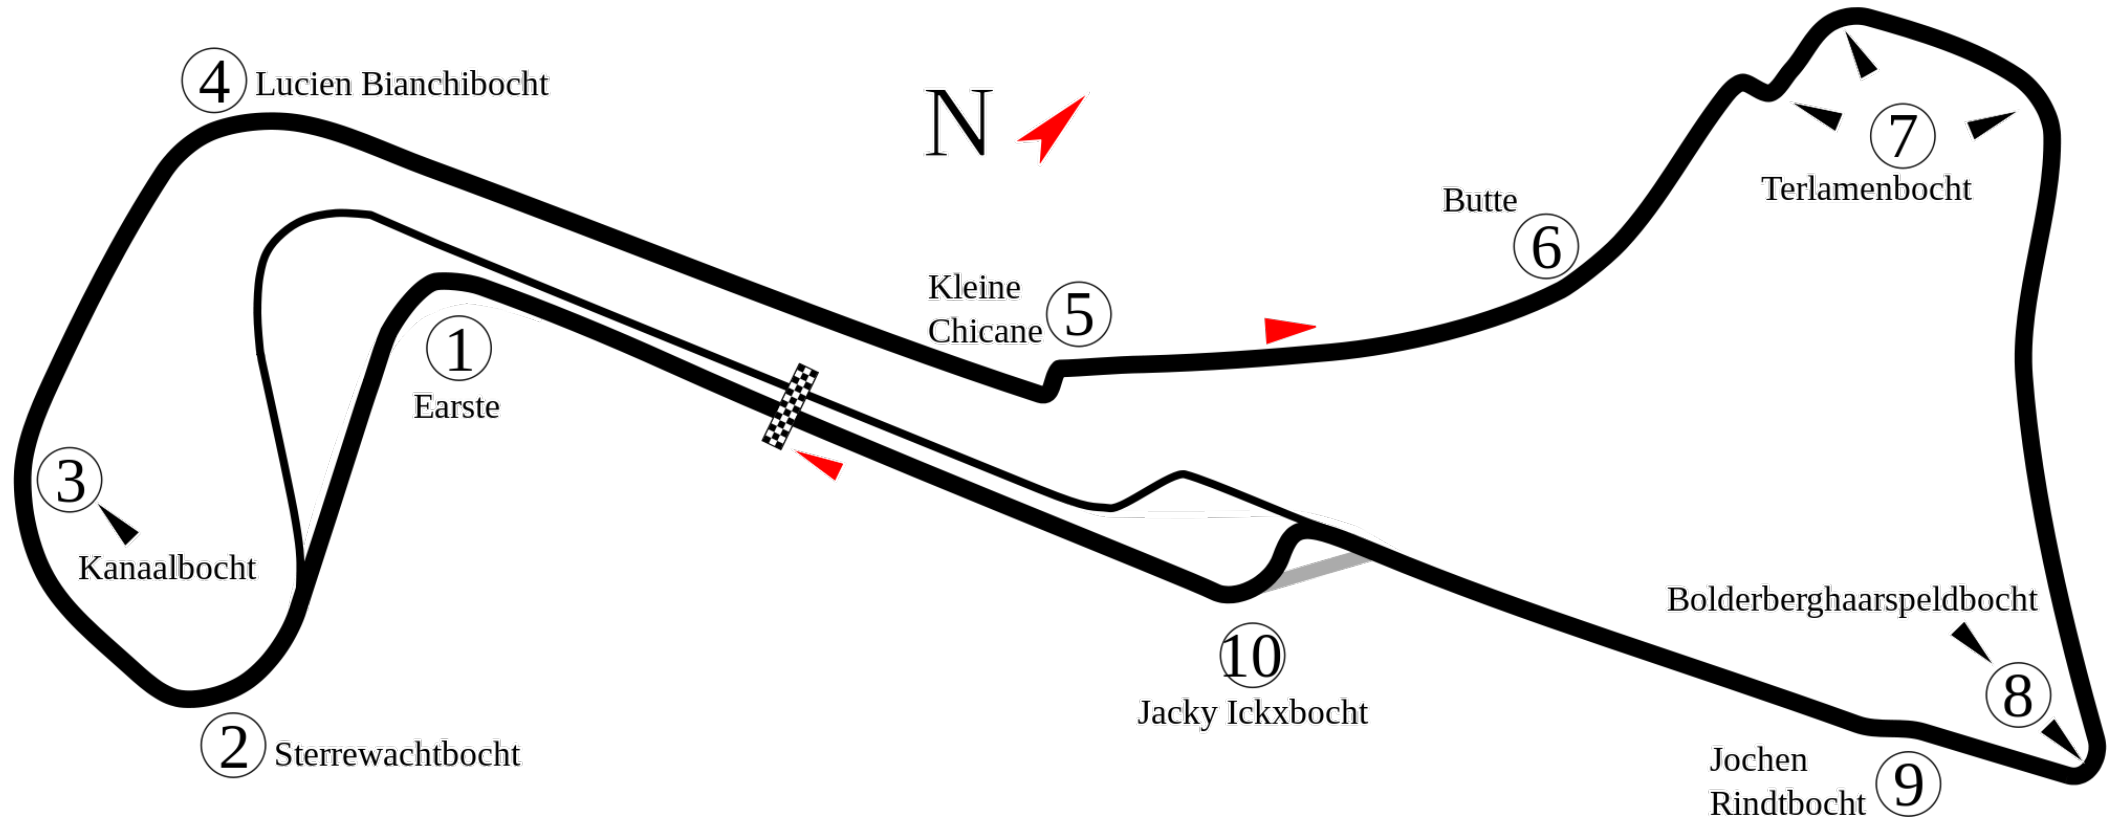 4 Lucien Bianchibocht
N
Butte
6
7
Terlamenbocht
Kleine
Chicane 5
1
Earste
3
Kanaalbocht
Bolderberghaarspeldbocht
8
10
Jacky Ickxbocht
2 Sterrewachtbocht
Jochen
Rindtbocht 9